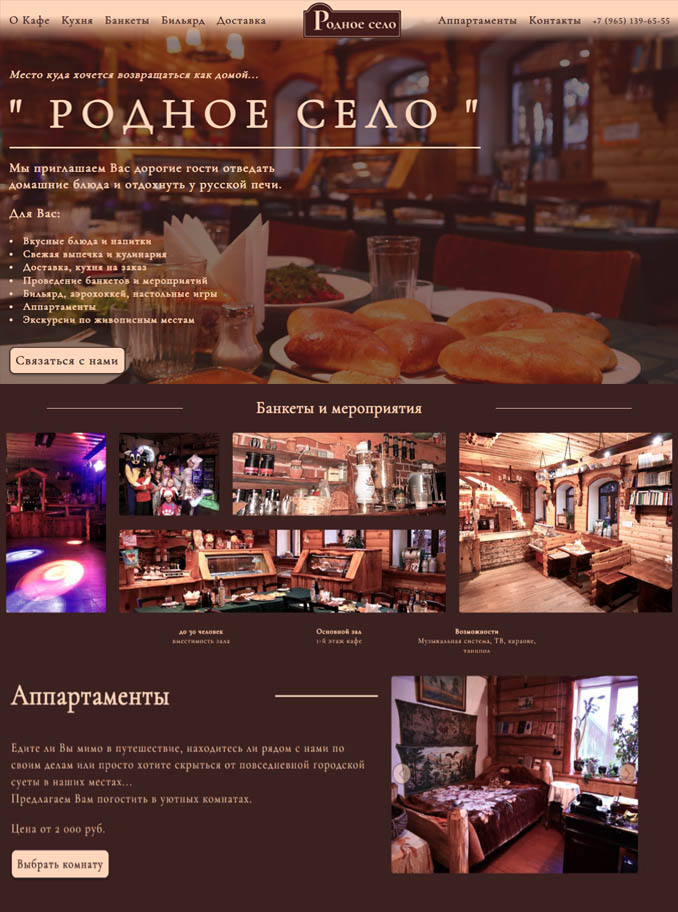 О Кафе Кухня Банкеты Бильярд Доставка Родное село Аппартаменты Контакты +7 (965) 139-65-55
Место куда хочется возвращаться как домой...
" РОДНОЕ СЕЛО "
Мы приглашаем Вас дорогие гости отведать
домашние блюда и отдохнуть у русской печи.
Для Вас:
• Вкусные блюда и напитки
• Свежая выпечка и кулинария
• Доставка, кухня на заказ
• Проведение банкетов и мероприятий
• Бильярд, аэрохоккей, настольные игры
• Аппартаменты
• Экскурсии по живописным местам
Связаться с нами
Банкеты и мероприятия
до 30 человек
вместимость зала
Основной зал
1-й этаж кафе
Возможности
Музыкальная система, ТВ, караоке,
танцпол
Аппартаменты
Едите ли Вы мимо в путешествие, находитесь ли рядом с нами по
своим делам или просто хотите скрыться от повседневной городской
суеты в наших местах...
Предлагаем Вам погостить в уютных комнатах.
Цена от 2 000 руб.
Выбрать комнату